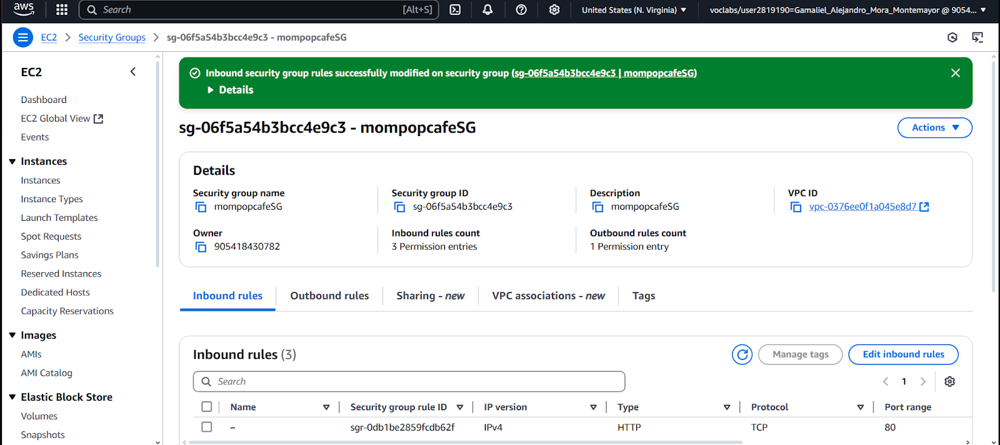 aws
Search [Alt+S] United States (N. Virginia) voclabs/user2819190=Gamaliel_Alejandro_Mora_Montemayor @ 9054...
EC2 Security Groups sg-06f5a54b3bcc4e9c3 - mompopcafeSG
EC2
Dashboard
EC2 Global View
Events
Instances
Instances
Instance Types
Launch Templates
Spot Requests
Savings Plans
Reserved Instances
Dedicated Hosts
Capacity Reservations
Images
AMIs
AMI Catalog
Elastic Block Store
Volumes
Snapshots
Inbound security group rules successfully modified on security group (sg-06f5a54b3bcc4e9c3 | mompopcafeSG)
Details
sg-06f5a54b3bcc4e9c3 - mompopcafeSG
Actions
Details
Security group name
mompopcafeSG
Security group ID
sg-06f5a54b3bcc4e9c3
Description
mompopcafeSG
VPC ID
vpc-0376ee0f1a045e8d7
Owner
905418430782
Inbound rules count
3 Permission entries
Outbound rules count
1 Permission entry
Inbound rules Outbound rules Sharing - new VPC associations - new Tags
Inbound rules (3)
Manage tags Edit inbound rules
Search
1
Name Security group rule ID IP version Type Protocol Port range
– sgr-0db1be2859fcdb62f IPv4 HTTP TCP 80